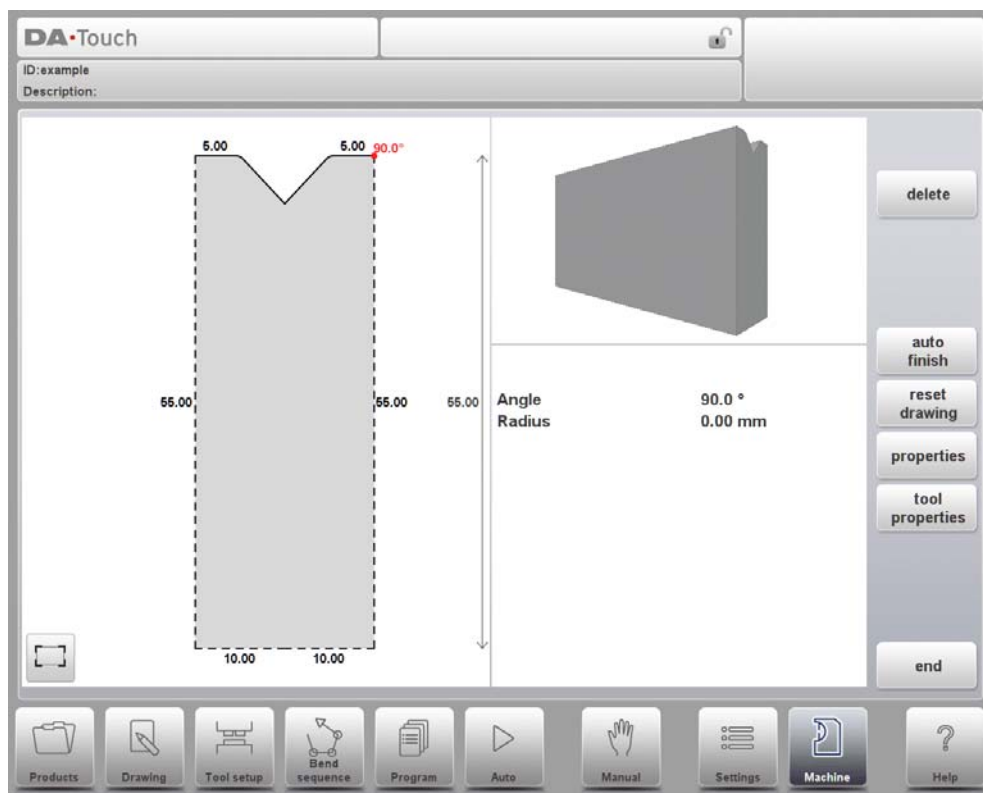 DA•Touch
ID:example
Description:
5.00 5.00 90.0°
55.00 55.00 55.00
10.00 10.00
Angle 90.0 °
Radius 0.00 mm
delete
auto
finish
reset
drawing
properties
tool
properties
end
Products Drawing Tool setup Bend
sequence Program Auto Manual Settings Machine Help